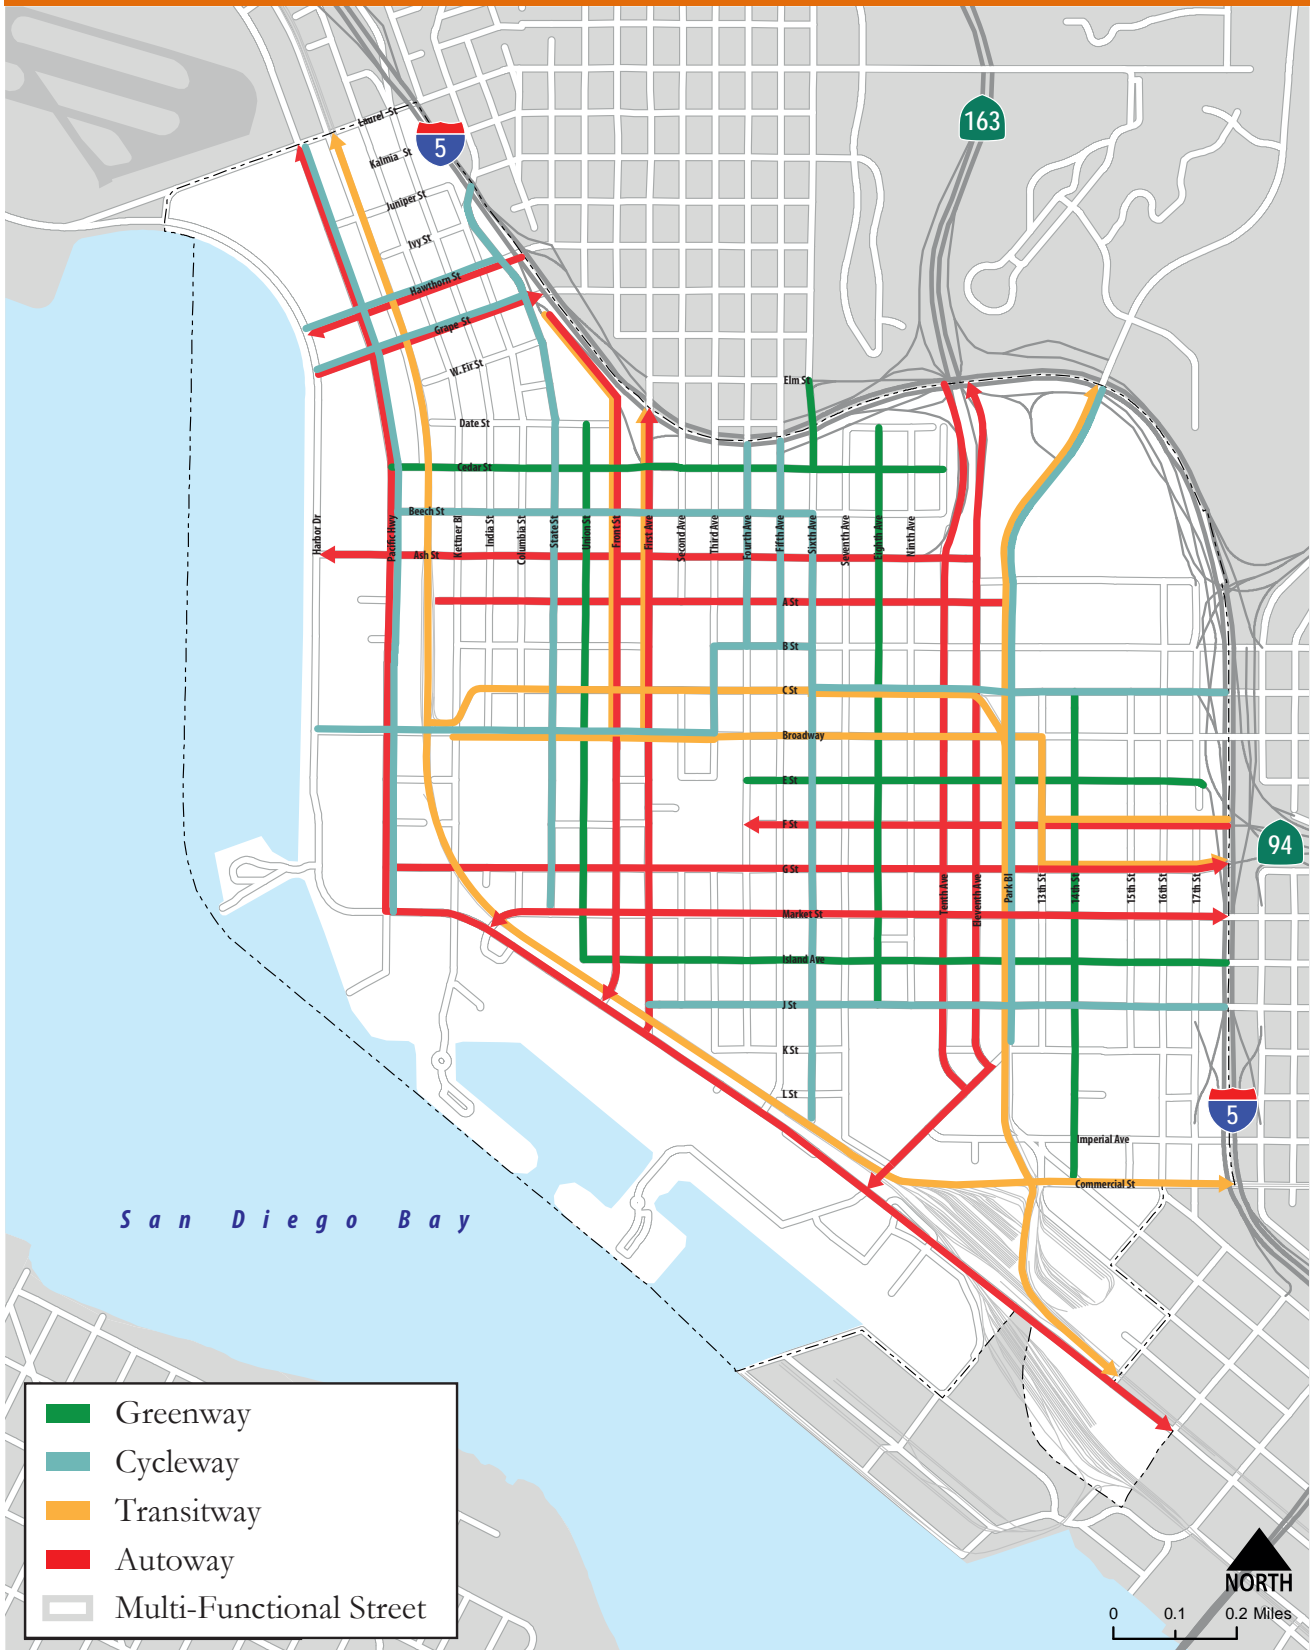 Laurel St
163
5
Kalmia St
Juniper St
Ivy St
Hawthorn St
Grape St
W. Fir St
Elm St
Date St
Cedar St
Beech St
Harbor Dr
Pacific Hwy
Kettner Bl
India St
Columbia St
State St
Union St
Front St
First Ave
Second Ave
Third Ave
Fourth Ave
Fifth Ave
Sixth Ave
Seventh Ave
Eighth Ave
Ninth Ave
Ash St
A St
B St
C St
Broadway
E St
F St
94
G St
Tenth Ave
Eleventh Ave
Park Bl
13th St
14th St
15th St
16th St
17th St
Market St
Island Ave
J St
K St
L St
5
Imperial Ave
Commercial St
San Diego Bay
Greenway
Cycleway
Transitway
Autoway
Multi-Functional Street
NORTH
0 0.1 0.2 Miles